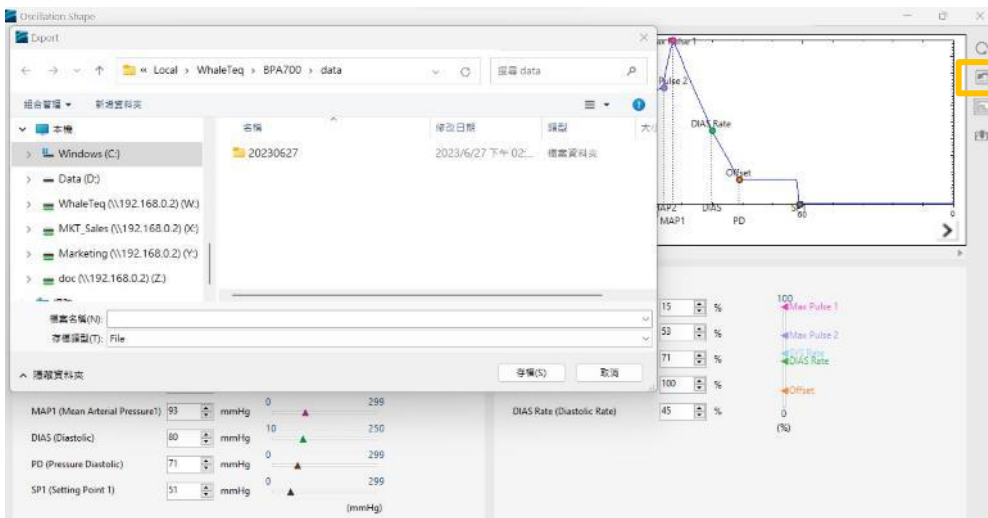 Oscillation Shape
Export
« Local › WhaleTeq › BPA700 › data
搜尋 data
組合管理
新增資料夾
本機
Windows (C:)
Data (D:)
WhaleTeq (\\192.168.0.2) (W:)
MKT_Sales (\\192.168.0.2) (X:)
Marketing (\\192.168.0.2) (Y:)
doc (\\192.168.0.2) (Z:)
名稱
修改日期
類型
大小
20230627
2023/6/27 下午 02:...
檔案資料夾
檔案名稱(N):
存檔類型(T): File
隱藏資料夾
存檔(S)
取消
Pulse 2
DIAS Rate
Offset
MAP2
DIAS
SP1
MAP1
PD
60
0
15 %
53 %
71 %
100 %
DIAS Rate (Diastolic Rate) 45 %
100
Max Pulse 1
Max Pulse 2
DIAS Rate
Offset
0
(%)
MAP1 (Mean Arterial Pressure1) 93 mmHg 0 299
DIAS (Diastolic) 80 mmHg 10 250
PD (Pressure Diastolic) 71 mmHg 0 299
SP1 (Setting Point 1) 51 mmHg 0 299
(mmHg)